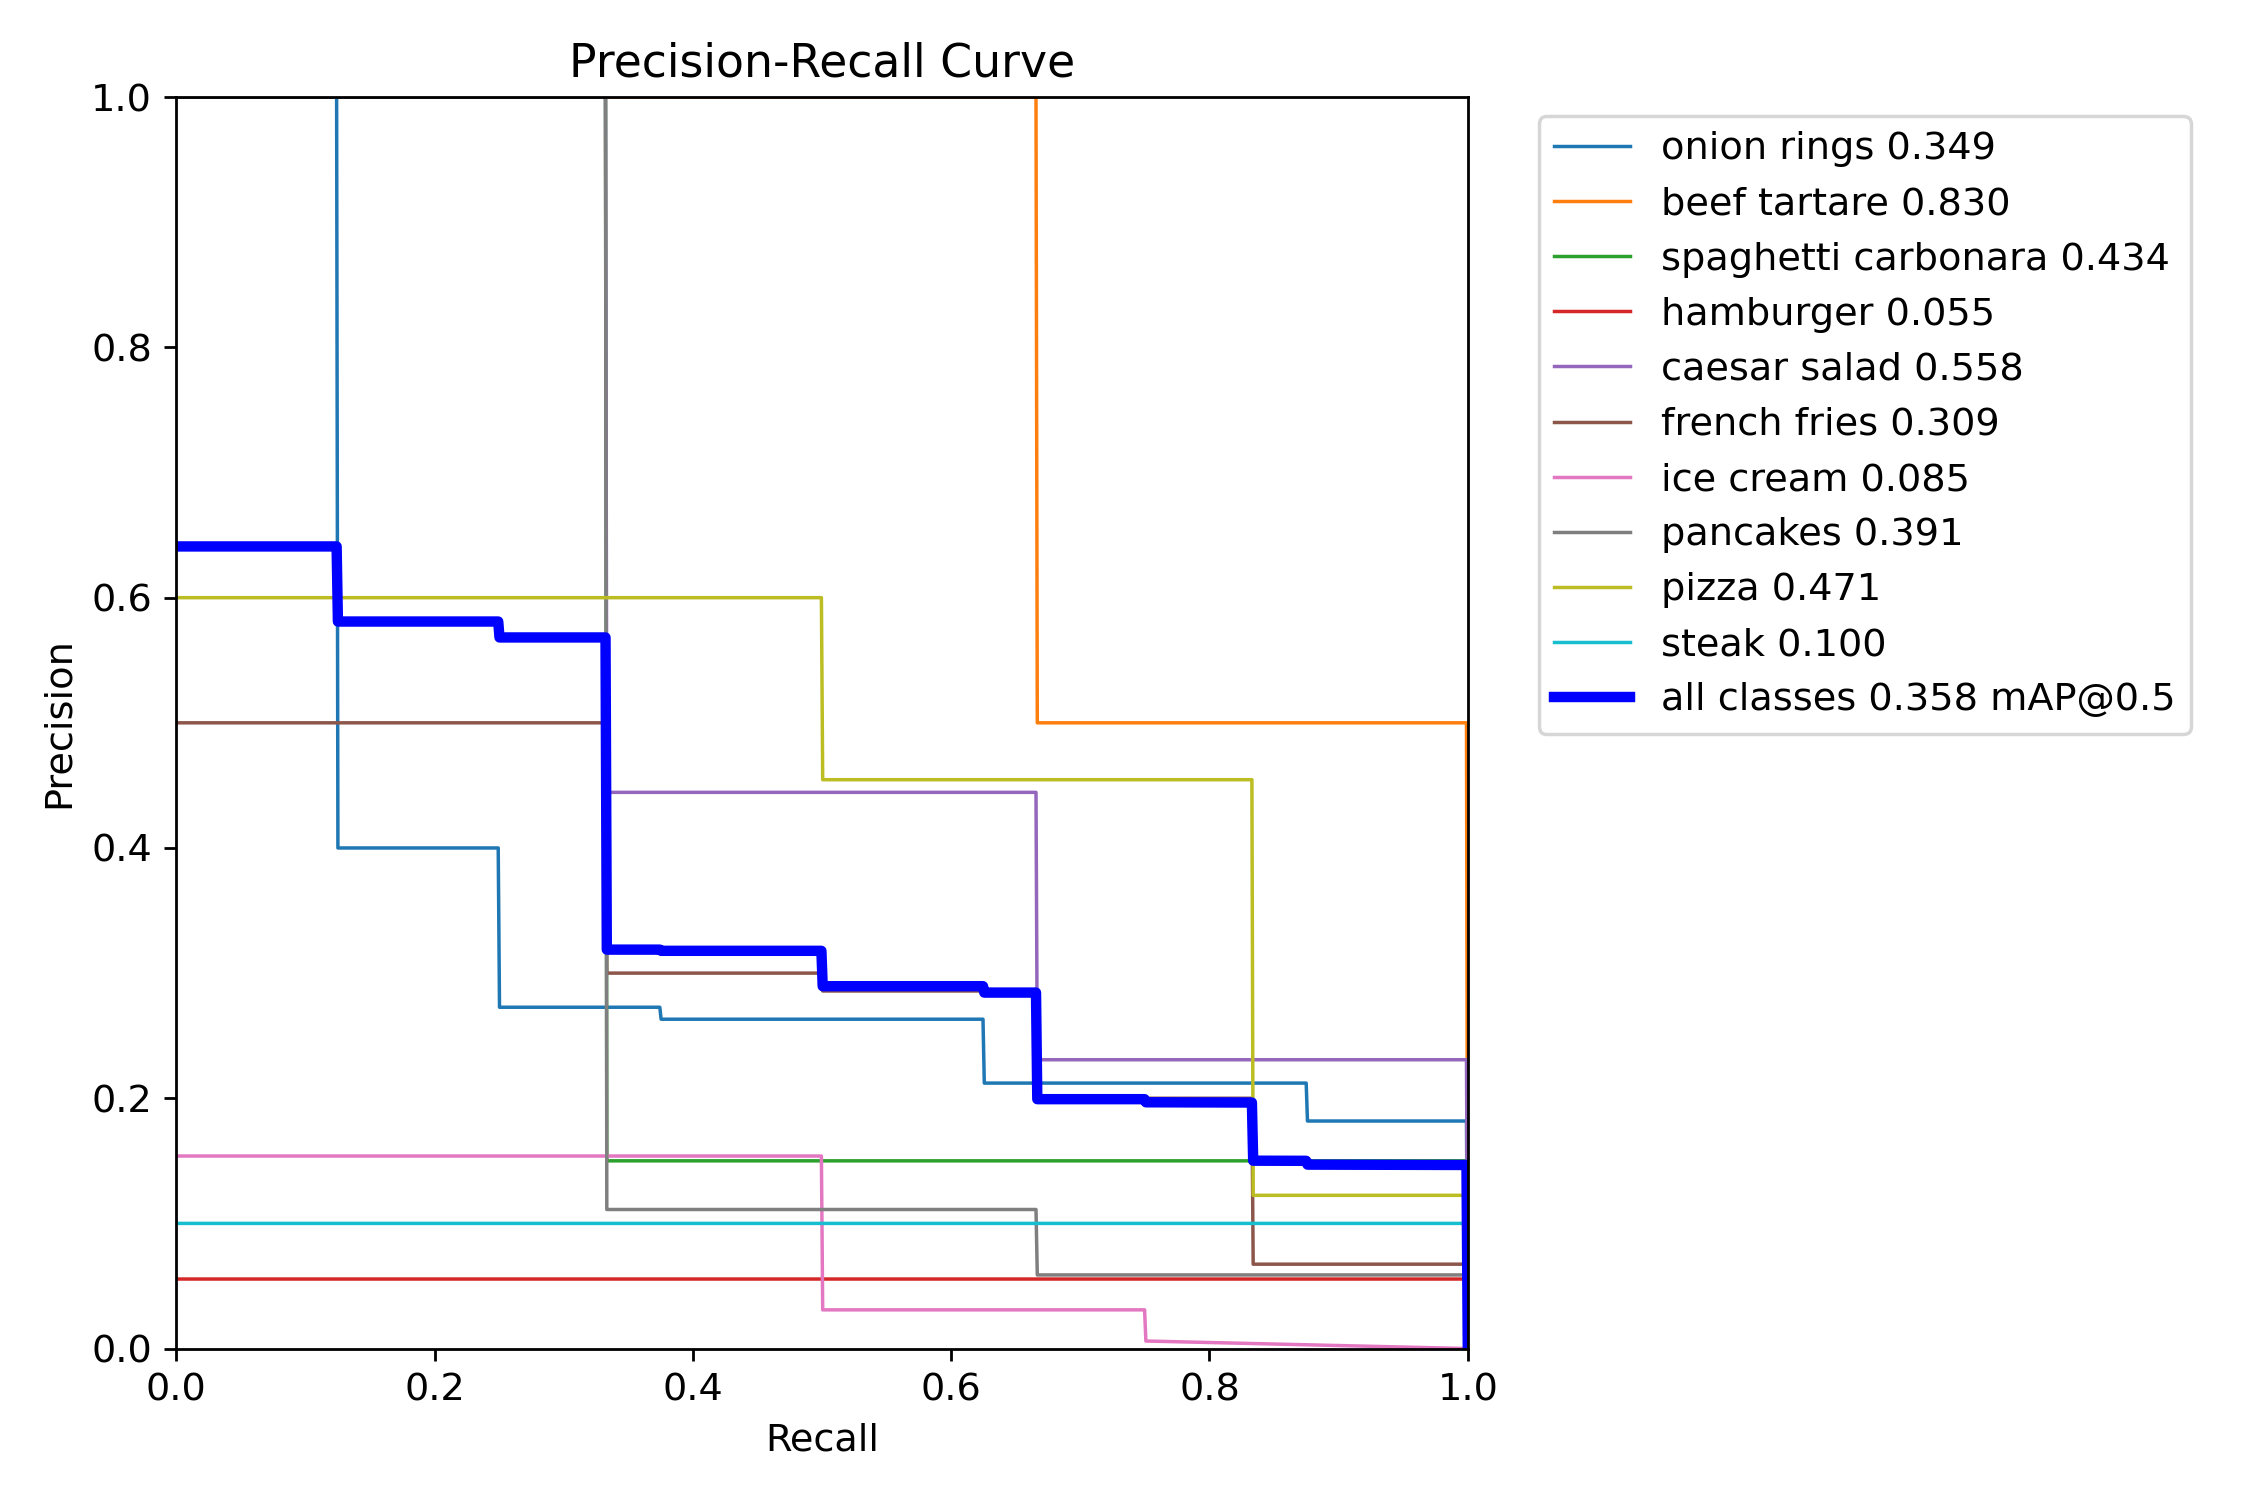 Precision-Recall Curve
1.0
0.8
0.6
0.4
0.2
0.0
Precision
0.0 0.2 0.4 0.6 0.8 1.0
Recall
onion rings 0.349
beef tartare 0.830
spaghetti carbonara 0.434
hamburger 0.055
caesar salad 0.558
french fries 0.309
ice cream 0.085
pancakes 0.391
pizza 0.471
steak 0.100
all classes 0.358 mAP@0.5